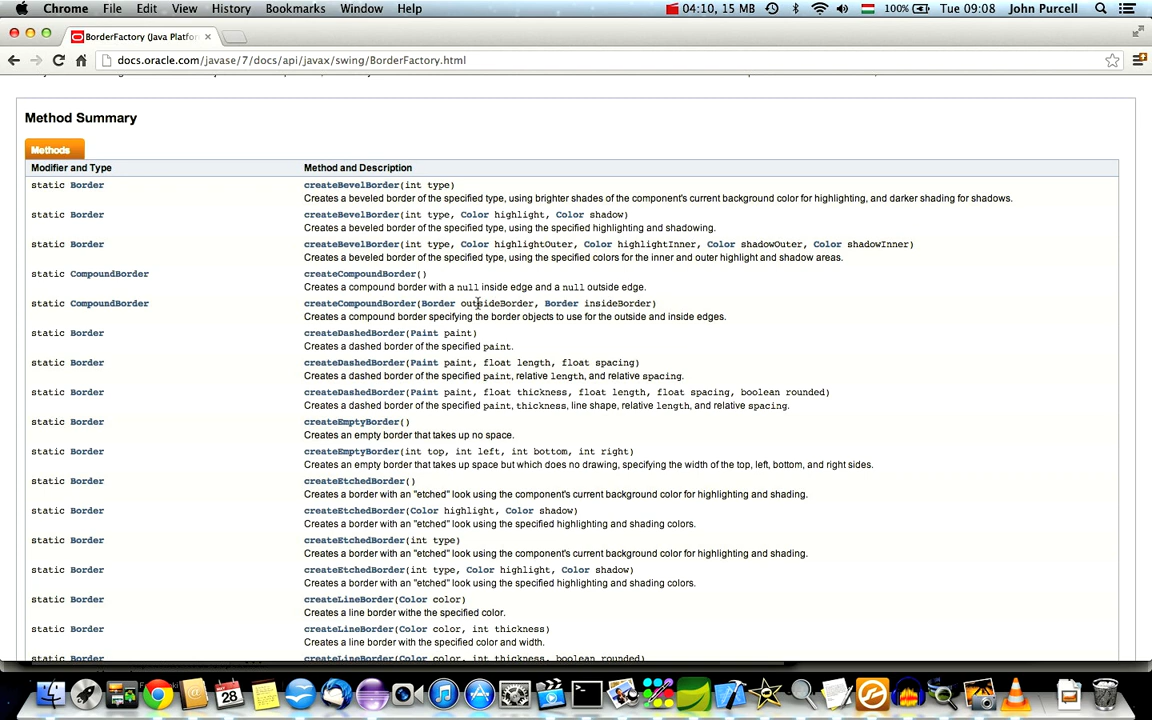 Chrome File Edit View History Bookmarks Window Help 04:10, 15 MB 100% Tue 09:08 John Purcell
BorderFactory (Java Platfor
docs.oracle.com/javase/7/docs/api/javax/swing/BorderFactory.html
Method Summary
Methods
Modifier and Type Method and Description
static Border createBevelBorder(int type)
Creates a beveled border of the specified type, using brighter shades of the component's current background color for highlighting, and darker shading for shadows.
static Border createBevelBorder(int type, Color highlight, Color shadow)
Creates a beveled border of the specified type, using the specified highlighting and shadowing.
static Border createBevelBorder(int type, Color highlightOuter, Color highlightInner, Color shadowOuter, Color shadowInner)
Creates a beveled border of the specified type, using the specified colors for the inner and outer highlight and shadow areas.
static CompoundBorder createCompoundBorder()
Creates a compound border with a null inside edge and a null outside edge.
static CompoundBorder createCompoundBorder(Border outsideBorder, Border insideBorder)
Creates a compound border specifying the border objects to use for the outside and inside edges.
static Border createDashedBorder(Paint paint)
Creates a dashed border of the specified paint.
static Border createDashedBorder(Paint paint, float length, float spacing)
Creates a dashed border of the specified paint, relative length, and relative spacing.
static Border createDashedBorder(Paint paint, float thickness, float length, float spacing, boolean rounded)
Creates a dashed border of the specified paint, thickness, line shape, relative length, and relative spacing.
static Border createEmptyBorder()
Creates an empty border that takes up no space.
static Border createEmptyBorder(int top, int left, int bottom, int right)
Creates an empty border that takes up space but which does no drawing, specifying the width of the top, left, bottom, and right sides.
static Border createEtchedBorder()
Creates a border with an "etched" look using the component's current background color for highlighting and shading.
static Border createEtchedBorder(Color highlight, Color shadow)
Creates a border with an "etched" look using the specified highlighting and shading colors.
static Border createEtchedBorder(int type)
Creates a border with an "etched" look using the component's current background color for highlighting and shading.
static Border createEtchedBorder(int type, Color highlight, Color shadow)
Creates a border with an "etched" look using the specified highlighting and shading colors.
static Border createLineBorder(Color color)
Creates a line border withe the specified color.
static Border createLineBorder(Color color, int thickness)
Creates a line border with the specified color and width.
static Border createLineBorder(Color color, int thickness, boolean rounded)
28